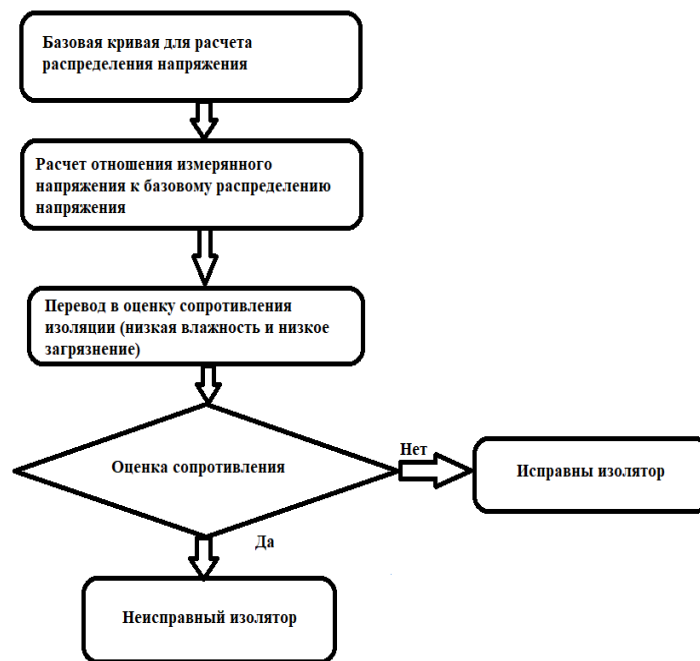 Базовая кривая для расчета
распределения напряжения
Расчет отношения измерянного
напряжения к базовому распределению
напряжения
Перевод в оценку сопротивления
изоляции (низкая влажность и низкое
загрязнение)
Оценка сопротивления
Нет
Исправны изолятор
Да
Неисправный изолятор